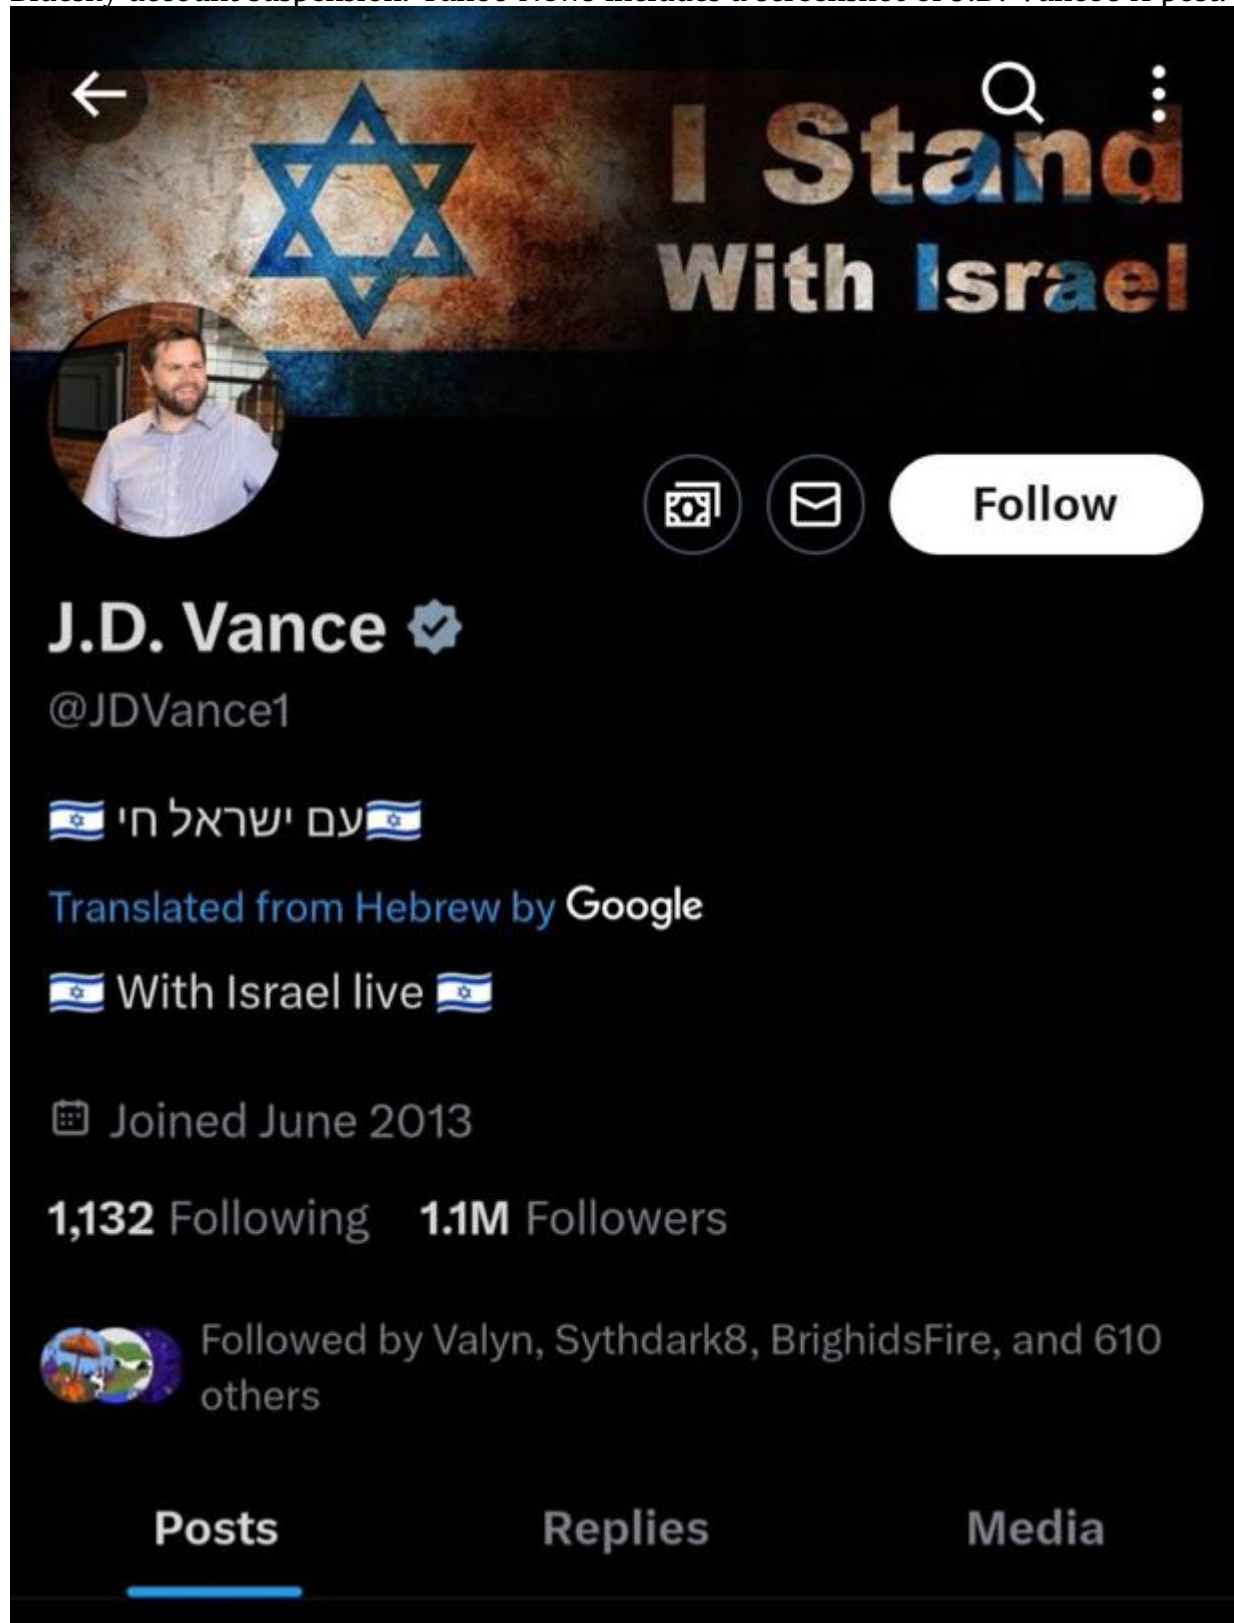 I Stand
With Israel
Follow
J.D. Vance
@JDVance1
🇮🇱 עם ישראל חי🇮🇱
Translated from Hebrew by Google
🇮🇱 With Israel live 🇮🇱
Joined June 2013
1,132 Following 1.1M Followers
Followed by Valyn, Sythdark8, BrighidsFire, and 610
others
Posts Replies Media